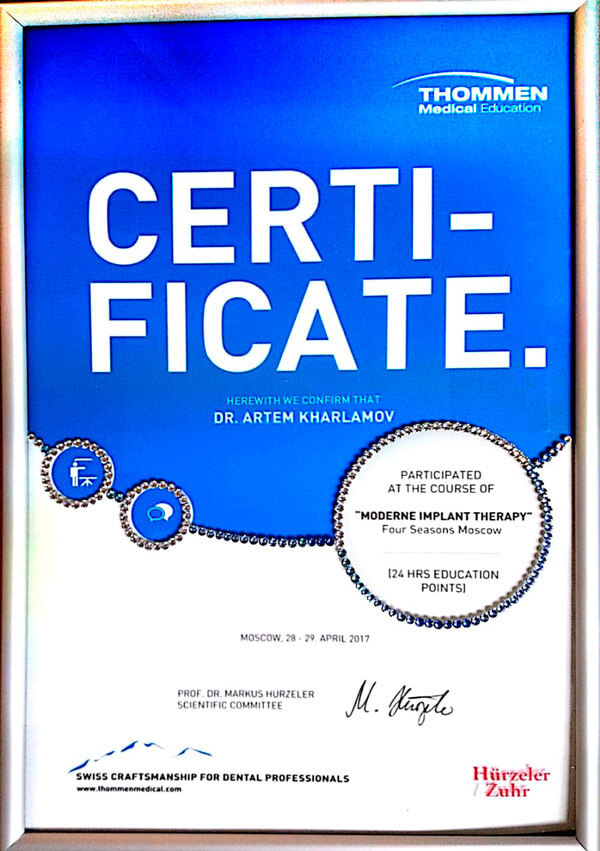 THOMMEN
Medical Education
CERTI-
FICATE.
HEREWITH WE CONFIRM THAT
DR. ARTEM KHARLAMOV
PARTICIPATED
AT THE COURSE OF
"MODERNE IMPLANT THERAPY"
Four Seasons Moscow
(24 HRS EDUCATION
POINTS)
MOSCOW, 28 - 29. APRIL 2017
PROF. DR. MARKUS HÜRZELER
SCIENTIFIC COMMITTEE
M. Hürzeler
SWISS CRAFTSMANSHIP FOR DENTAL PROFESSIONALS
www.thommenmedical.com
Hürzeler
/ Zuhr